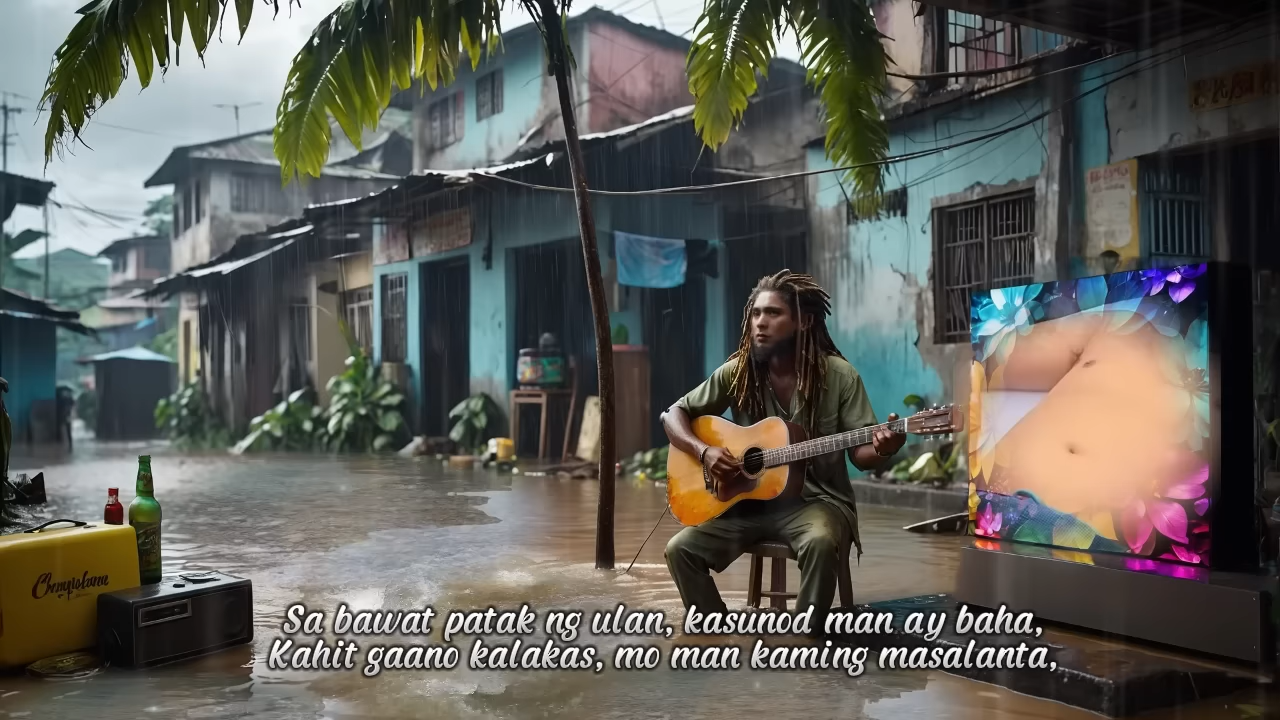 Sa bawat patak ng ulan, kasunod man ay baha,
Kahit gaano kalakas, mo man kaming masalanta,